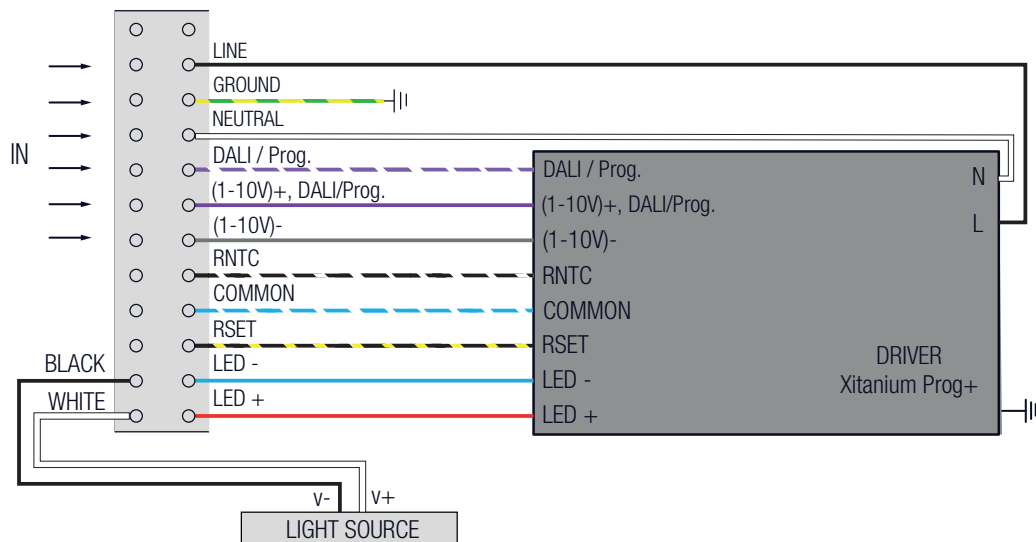 LINE
GROUND
NEUTRAL
IN
DALI / Prog.
(1-10V)+, DALI/Prog.
(1-10V)-
RNTC
COMMON
RSET
LED -
LED +
BLACK
WHITE
DALI / Prog.
(1-10V)+, DALI/Prog.
(1-10V)-
RNTC
COMMON
RSET
LED -
LED +
N
L
DRIVER
Xitanium Prog+
v-
v+
LIGHT SOURCE